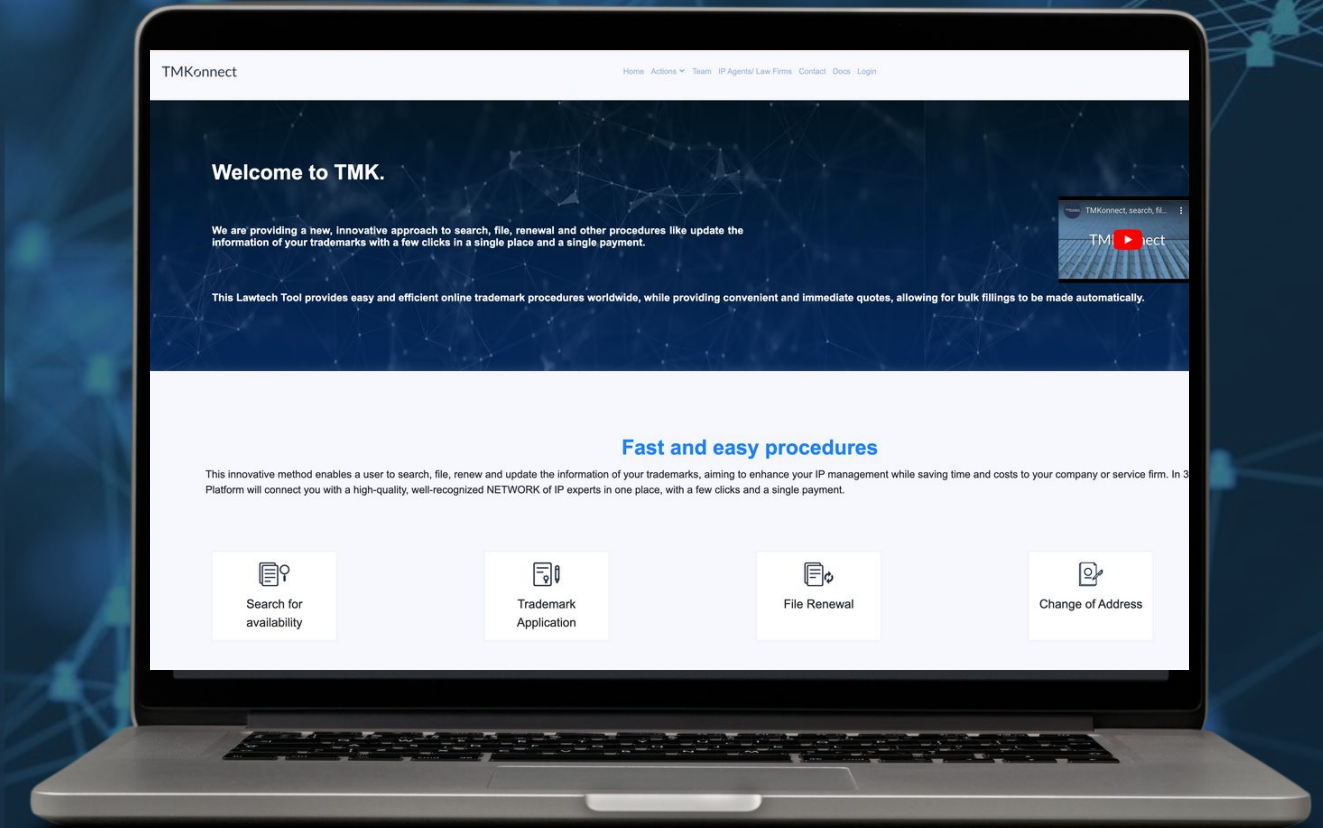 TMKonnect
Home Actions Team IP Agents/ Law Firms Contact Docs Login
Welcome to TMK.
We are providing a new, innovative approach to search, file, renewal and other procedures like update the
information of your trademarks with a few clicks in a single place and a single payment.
TMKonnect, search, fil...
TM nect
This Lawtech Tool provides easy and efficient online trademark procedures worldwide, while providing convenient and immediate quotes, allowing for bulk fillings to be made automatically.
Fast and easy procedures
This innovative method enables a user to search, file, renew and update the information of your trademarks, aiming to enhance your IP management while saving time and costs to your company or service firm. In 3
Platform will connect you with a high-quality, well-recognized NETWORK of IP experts in one place, with a few clicks and a single payment.
Search for
availability
Trademark
Application
File Renewal
Change of Address